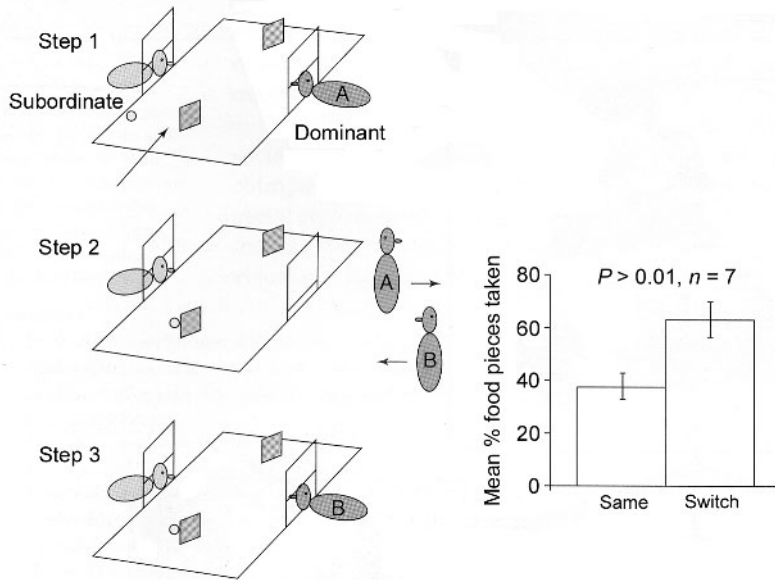 Step 1
Subordinate
A
Dominant
Step 2
A
B
Step 3
B
P > 0.01, n = 7
Mean % food pieces taken
80
60
40
20
0
Same
Switch